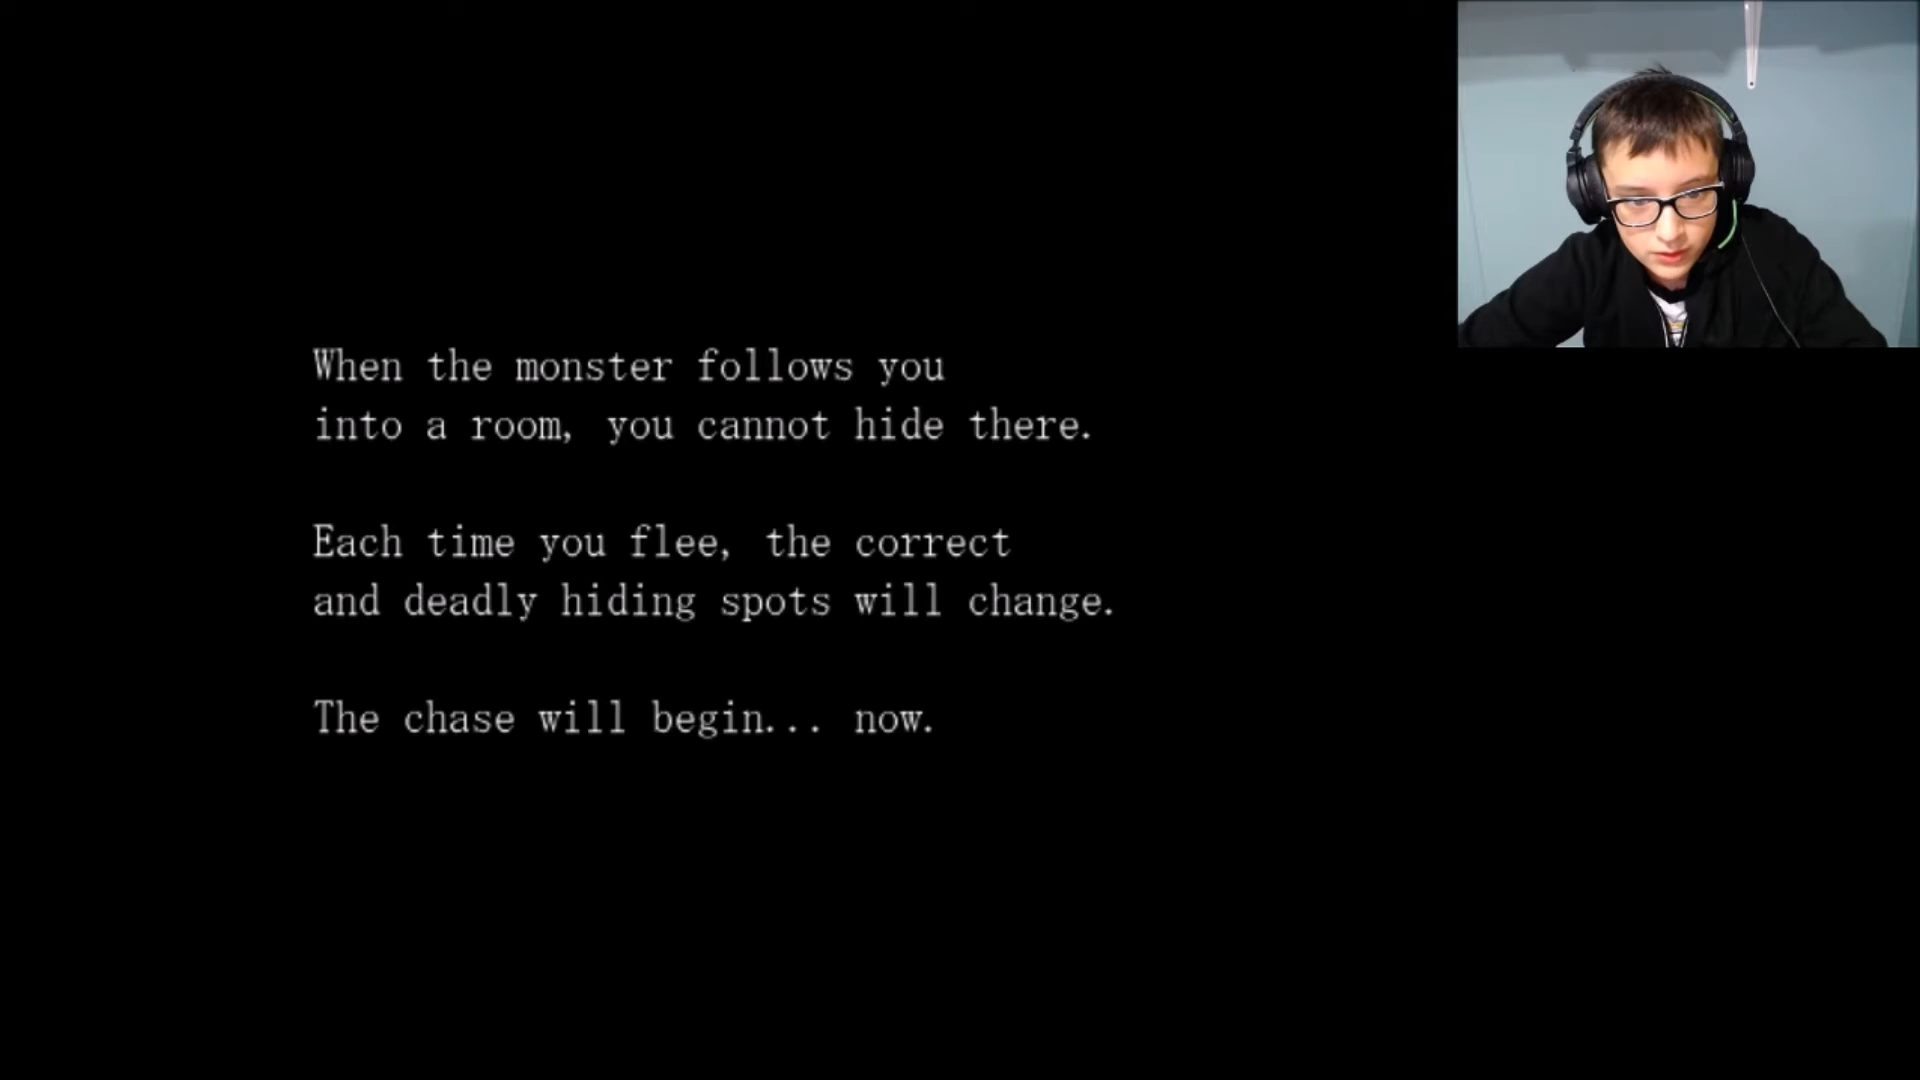 When the monster follows you
into a room, you cannot hide there.
Each time you flee, the correct
and deadly hiding spots will change.
The chase will begin... now.